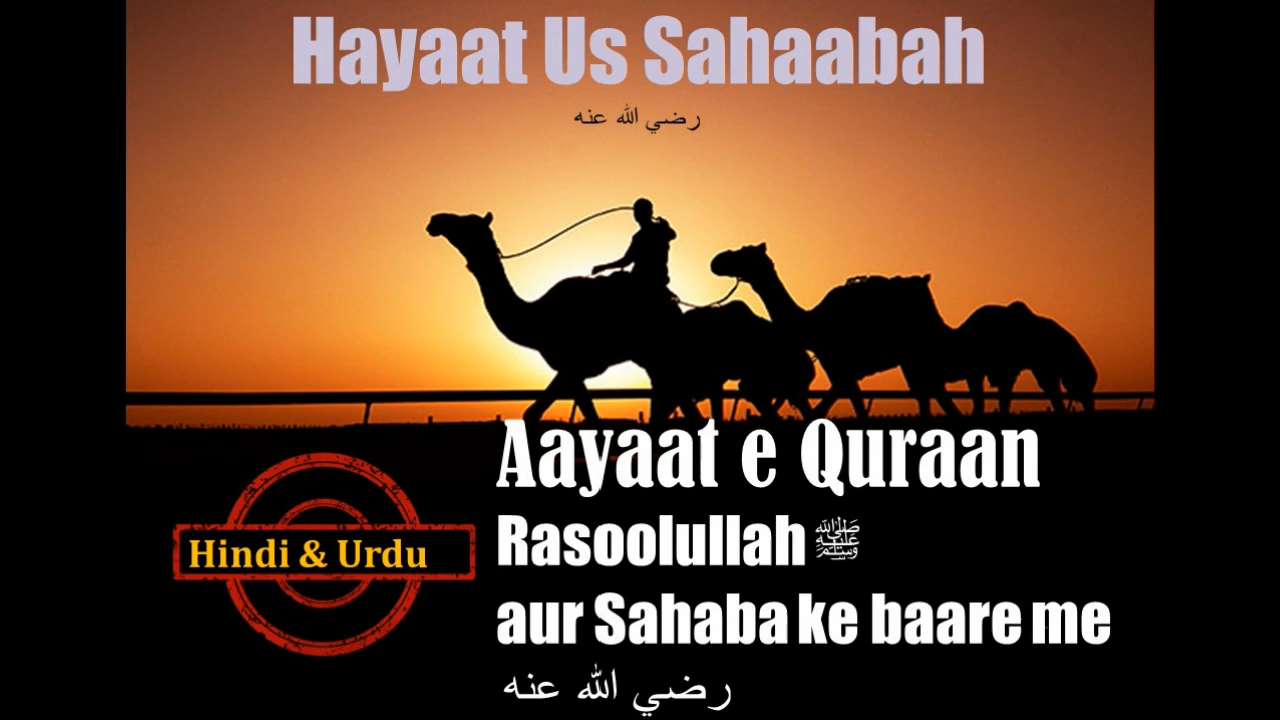 Hayaat Us Sahaabah
رضي الله عنه
Aayaat e Quraan
Hindi & Urdu
Rasoolullah ﷺ
aur Sahaba ke baare me
رضي الله عنه